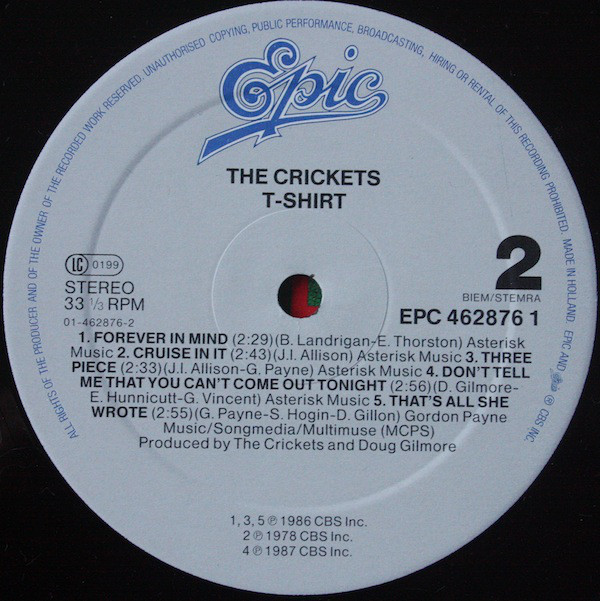 ALL RIGHTS OF THE PRODUCER AND OF THE OWNER OF THE RECORDED WORK RESERVED. UNAUTHORISED COPYING, PUBLIC PERFORMANCE, BROADCASTING, HIRING OR RENTAL OF THIS RECORDING PROHIBITED. MADE IN HOLLAND EPIC AND ℗ CBS INC.
Epic
THE CRICKETS
T-SHIRT
LC 0199
STEREO
33 1/3 RPM
01-462876-2
2
BIEM/STEMRA
EPC 462876 1
1. FOREVER IN MIND (2:29)(B. Landrigan-E. Thorston) Asterisk
Music 2. CRUISE IN IT (2:43)(J.I. Allison) Asterisk Music 3. THREE
PIECE (2:33)(J.I. Allison-G. Payne) Asterisk Music 4. DON'T TELL
ME THAT YOU CAN'T COME OUT TONIGHT (2:56)(D. Gilmore-
E. Hunnicutt-G. Vincent) Asterisk Music 5. THAT'S ALL SHE
WROTE (2:55)(G. Payne-S. Hogin-D. Gillon) Gordon Payne
Music/Songmedia/Multimuse (MCPS)
Produced by The Crickets and Doug Gilmore
1, 3, 5 ℗ 1986 CBS Inc.
2 ℗ 1978 CBS Inc.
4 ℗ 1987 CBS Inc.